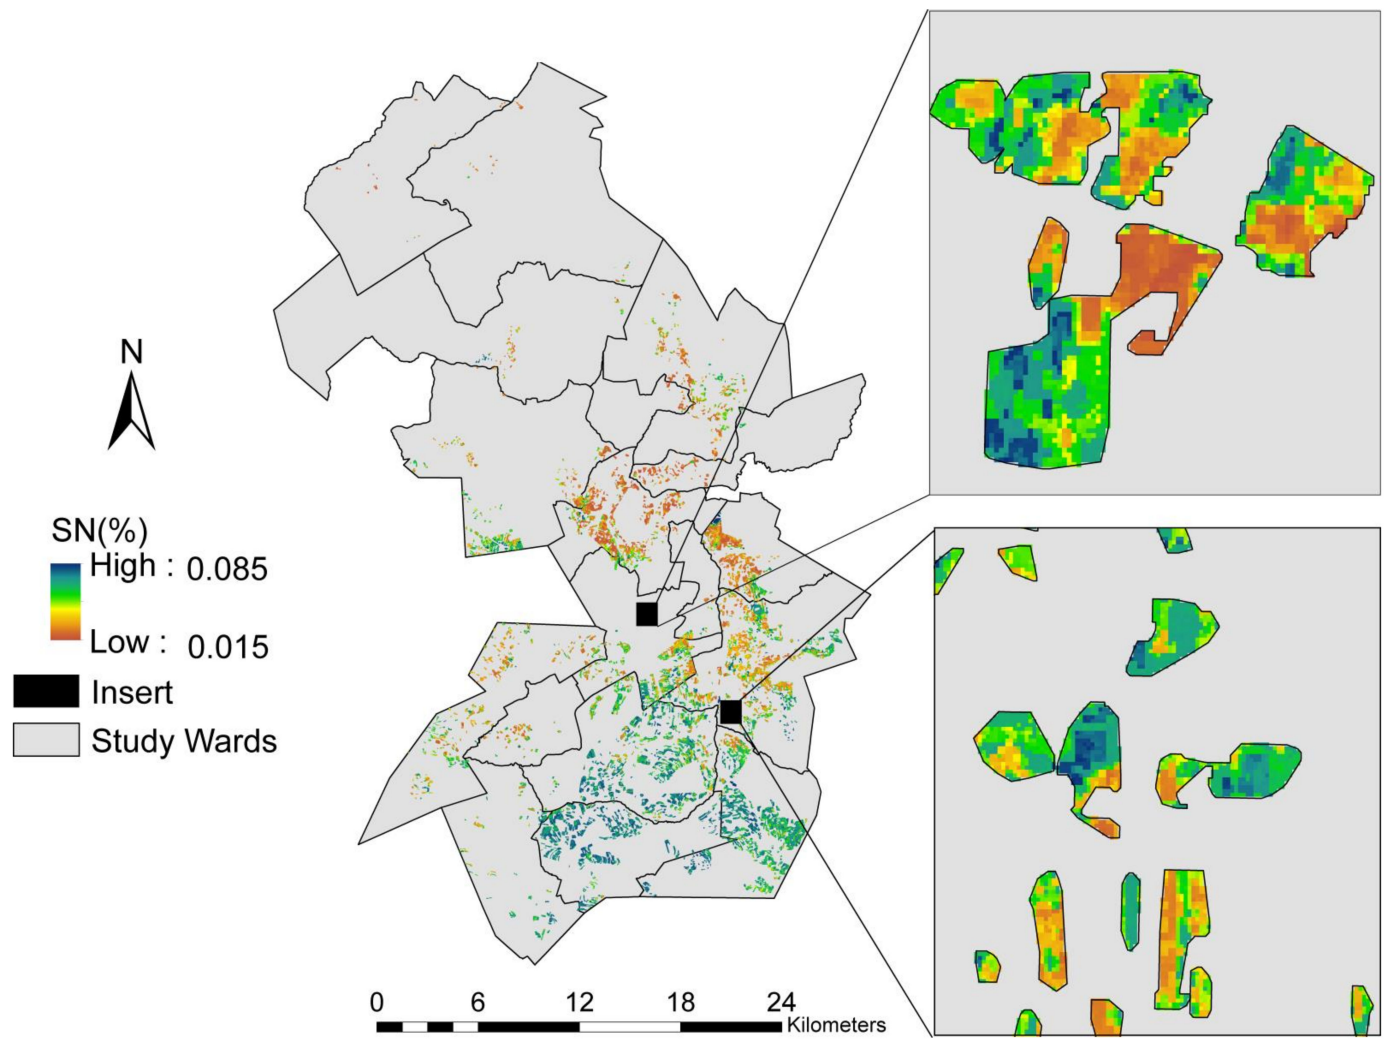 N
SN(%)
High : 0.085
Low : 0.015
Insert
Study Wards
0 6 12 18 24
Kilometers